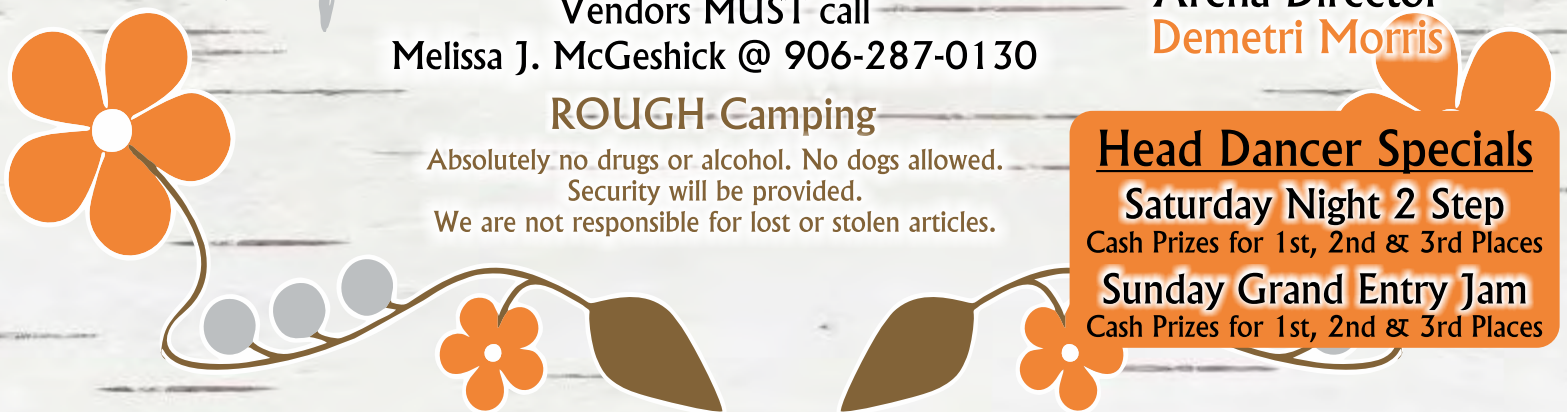 Vendors MUST call
Melissa J. McGeshick @ 906-287-0130
ROUGH Camping
Absolutely no drugs or alcohol. No dogs allowed.
Security will be provided.
We are not responsible for lost or stolen articles.
Arena Director
Demetri Morris
Head Dancer Specials
Saturday Night 2 Step
Cash Prizes for 1st, 2nd & 3rd Places
Sunday Grand Entry Jam
Cash Prizes for 1st, 2nd & 3rd Places